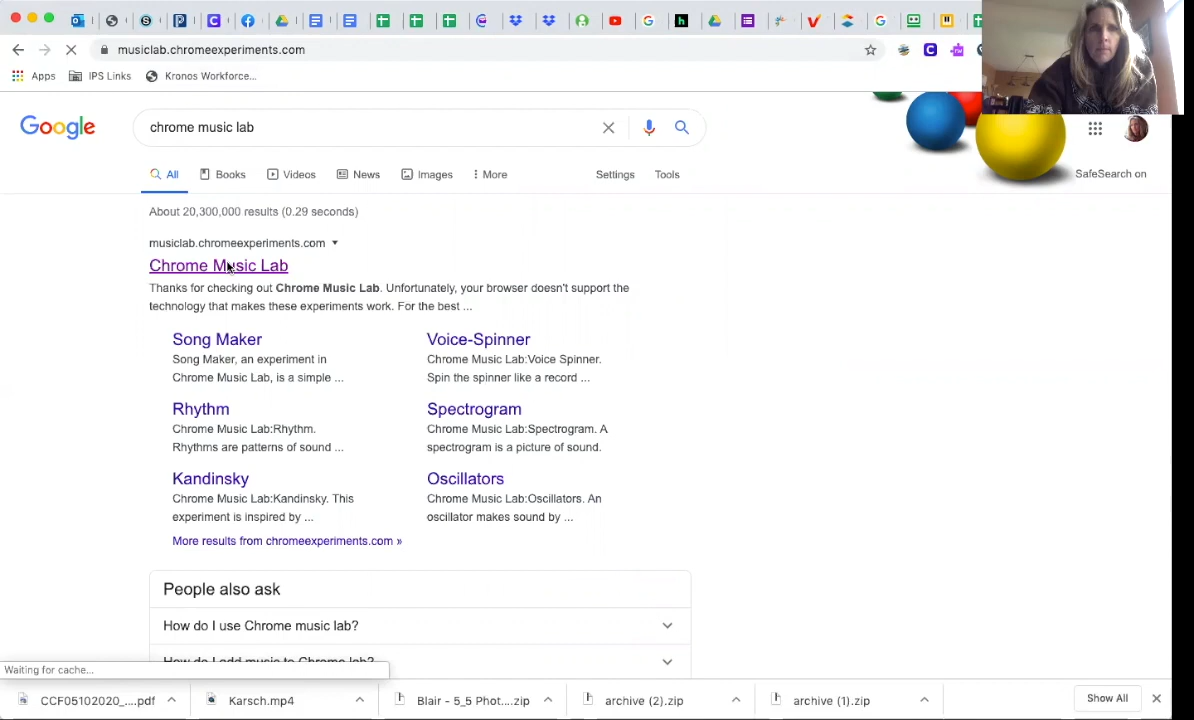 musiclab.chromeexperiments.com
Apps IPS Links Kronos Workforce...
Google
chrome music lab
All Books Videos News Images More Settings Tools SafeSearch on
About 20,300,000 results (0.29 seconds)
musiclab.chromeexperiments.com
Chrome Music Lab
Thanks for checking out Chrome Music Lab. Unfortunately, your browser doesn't support the
technology that makes these experiments work. For the best ...
Song Maker
Song Maker, an experiment in
Chrome Music Lab, is a simple ...
Voice-Spinner
Chrome Music Lab:Voice Spinner.
Spin the spinner like a record ...
Rhythm
Chrome Music Lab:Rhythm.
Rhythms are patterns of sound ...
Spectrogram
Chrome Music Lab:Spectrogram. A
spectrogram is a picture of sound.
Kandinsky
Chrome Music Lab:Kandinsky. This
experiment is inspired by ...
Oscillators
Chrome Music Lab:Oscillators. An
oscillator makes sound by ...
More results from chromeexperiments.com »
People also ask
How do I use Chrome music lab?
How do I add music to Chrome lab?
Waiting for cache...
CCF05102020_....pdf Karsch.mp4 Blair - 5_5 Phot....zip archive (2).zip archive (1).zip Show All